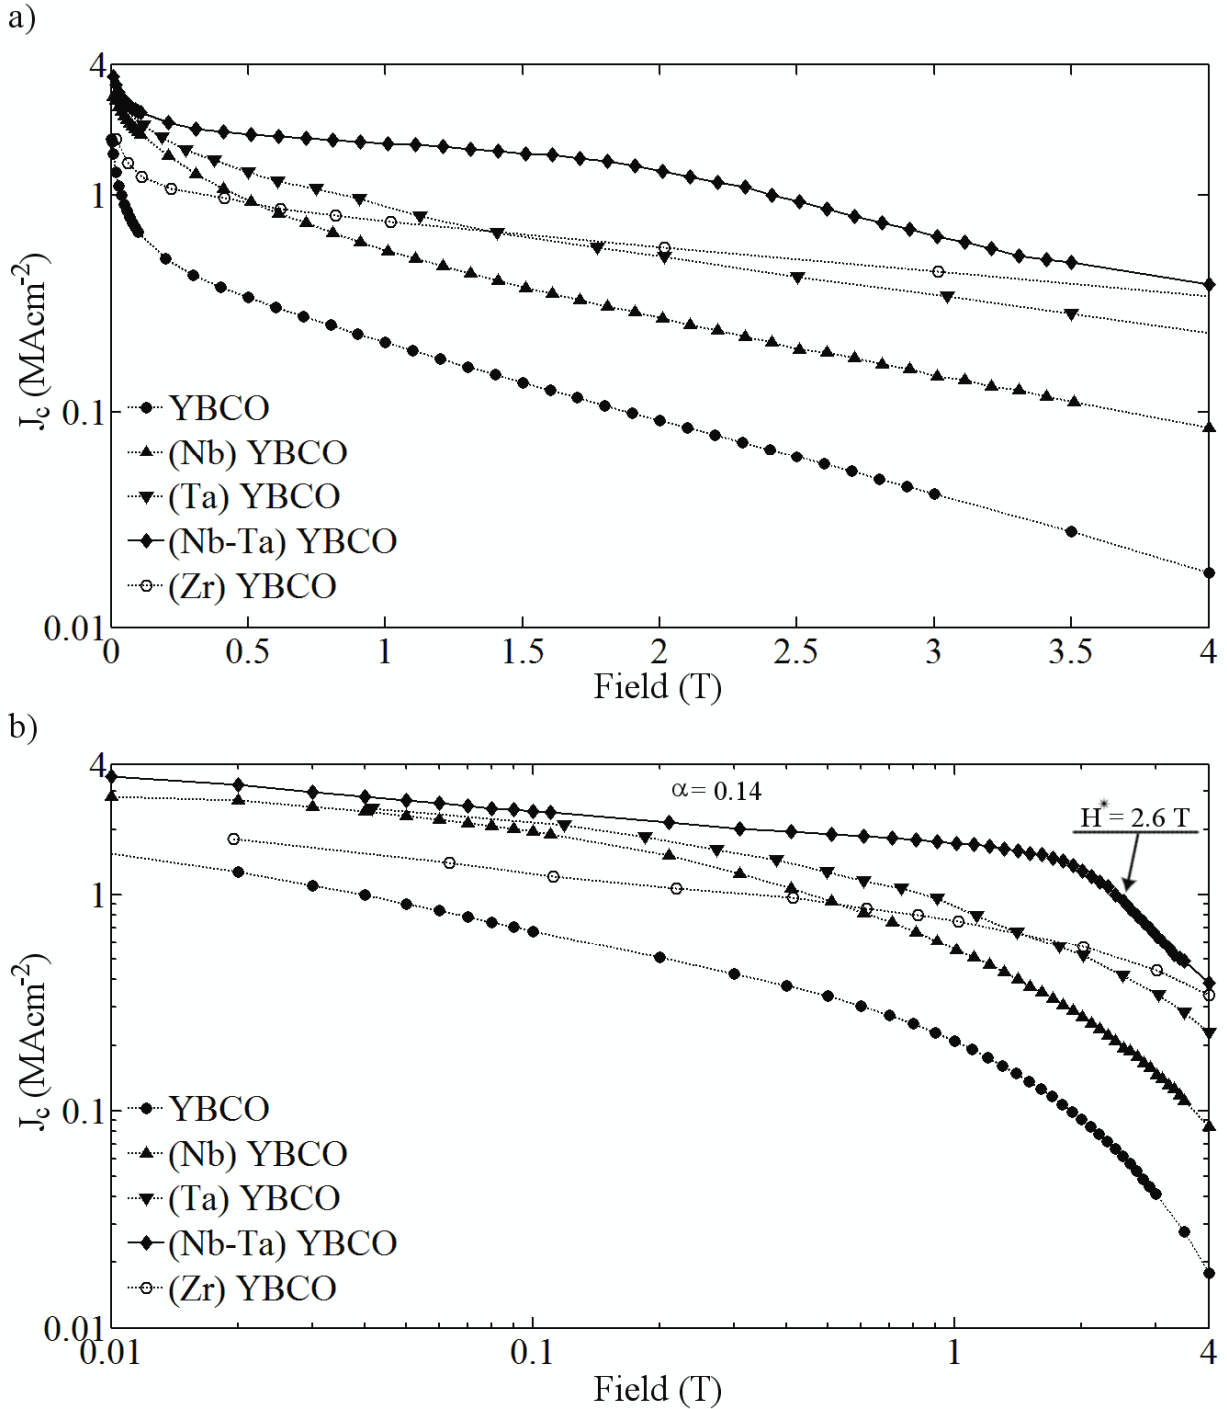 a)
4
1
0.1
0.01
J_c (MAcm^-2)
YBCO
(Nb) YBCO
(Ta) YBCO
(Nb-Ta) YBCO
(Zr) YBCO
0 0.5 1 1.5 2 2.5 3 3.5 4
Field (T)
b)
4
α = 0.14
H* = 2.6 T
1
0.1
0.01
J_c (MAcm^-2)
YBCO
(Nb) YBCO
(Ta) YBCO
(Nb-Ta) YBCO
(Zr) YBCO
0.01 0.1 1 4
Field (T)